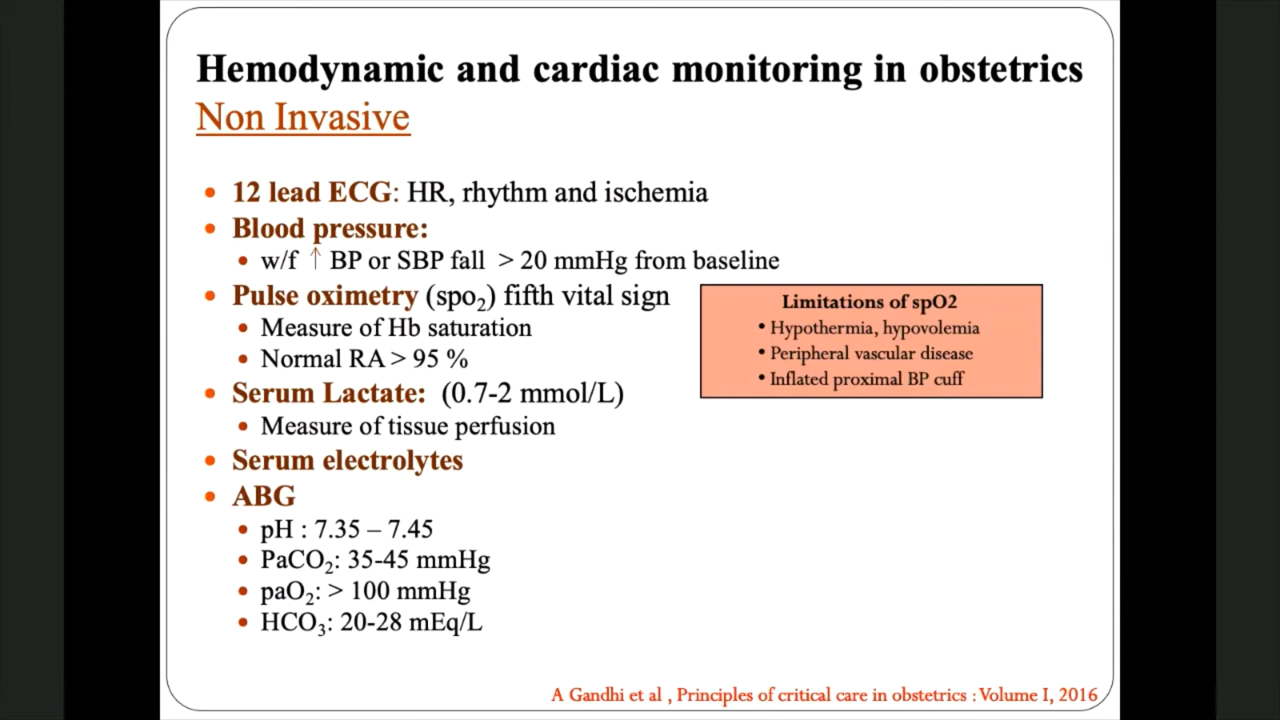 Hemodynamic and cardiac monitoring in obstetrics
Non Invasive
• 12 lead ECG: HR, rhythm and ischemia
• Blood pressure:
• w/f ↑ BP or SBP fall > 20 mmHg from baseline
• Pulse oximetry (spo₂) fifth vital sign
• Measure of Hb saturation
• Normal RA > 95 %
Limitations of spO2
• Hypothermia, hypovolemia
• Peripheral vascular disease
• Inflated proximal BP cuff
• Serum Lactate: (0.7-2 mmol/L)
• Measure of tissue perfusion
• Serum electrolytes
• ABG
• pH : 7.35 – 7.45
• PaCO₂: 35-45 mmHg
• paO₂: > 100 mmHg
• HCO₃: 20-28 mEq/L
A Gandhi et al , Principles of critical care in obstetrics : Volume I, 2016